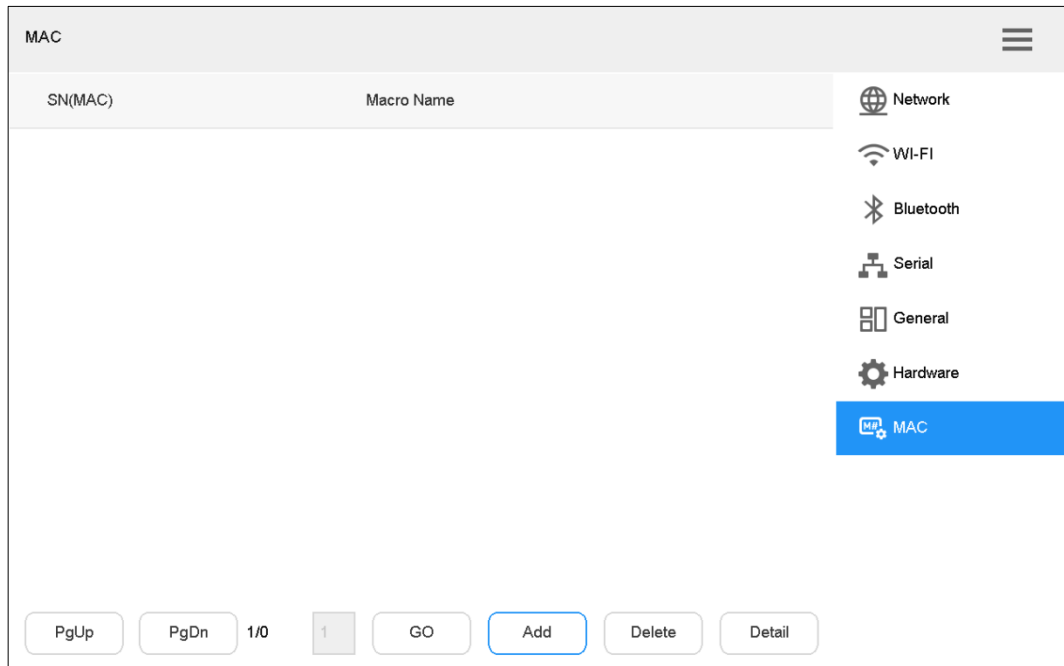 MAC
SN(MAC) Macro Name
Network
WI-FI
Bluetooth
Serial
General
Hardware
M# MAC
PgUp PgDn 1/0 1 GO Add Delete Detail